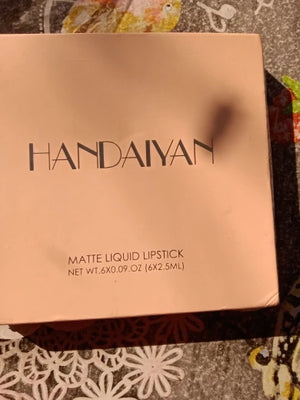 HANDAIYAN
MATTE LIQUID LIPSTICK
NET WT.6X0.09.OZ (6X2.5ML)